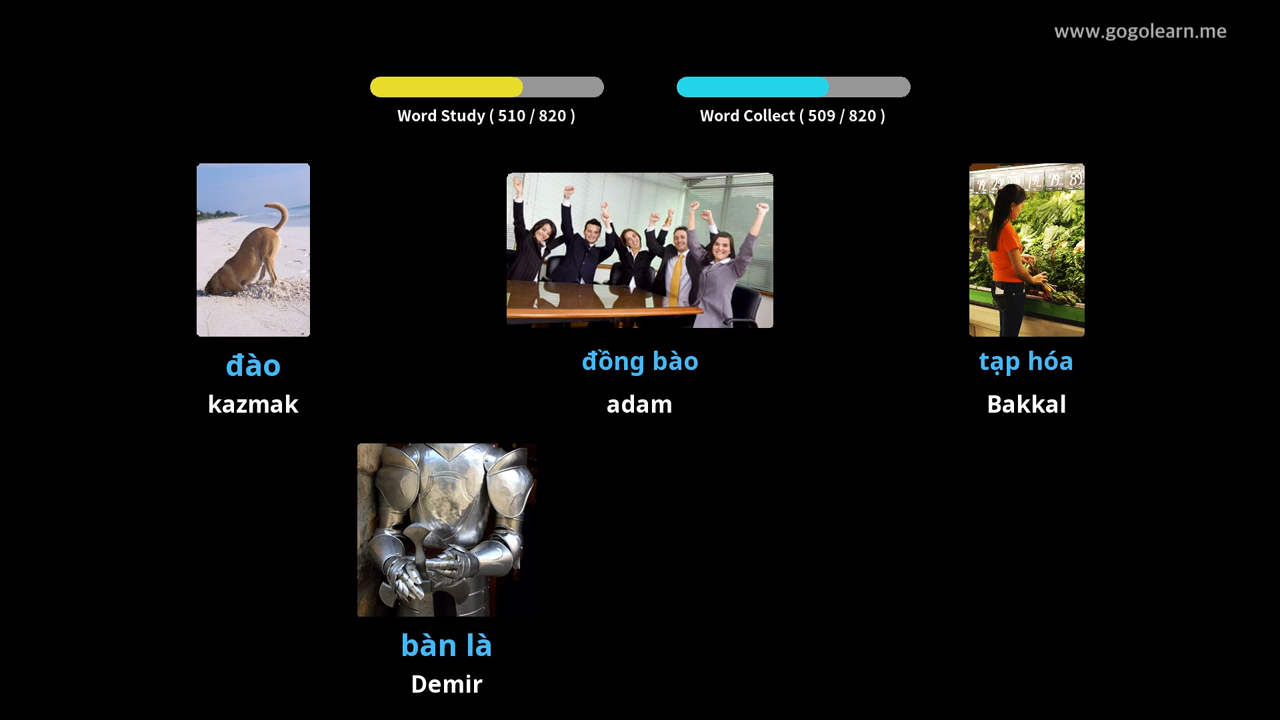 www.gogolearn.me
Word Study ( 510 / 820 )
Word Collect ( 509 / 820 )
đào
kazmak
đồng bào
adam
tạp hóa
Bakkal
bàn là
Demir